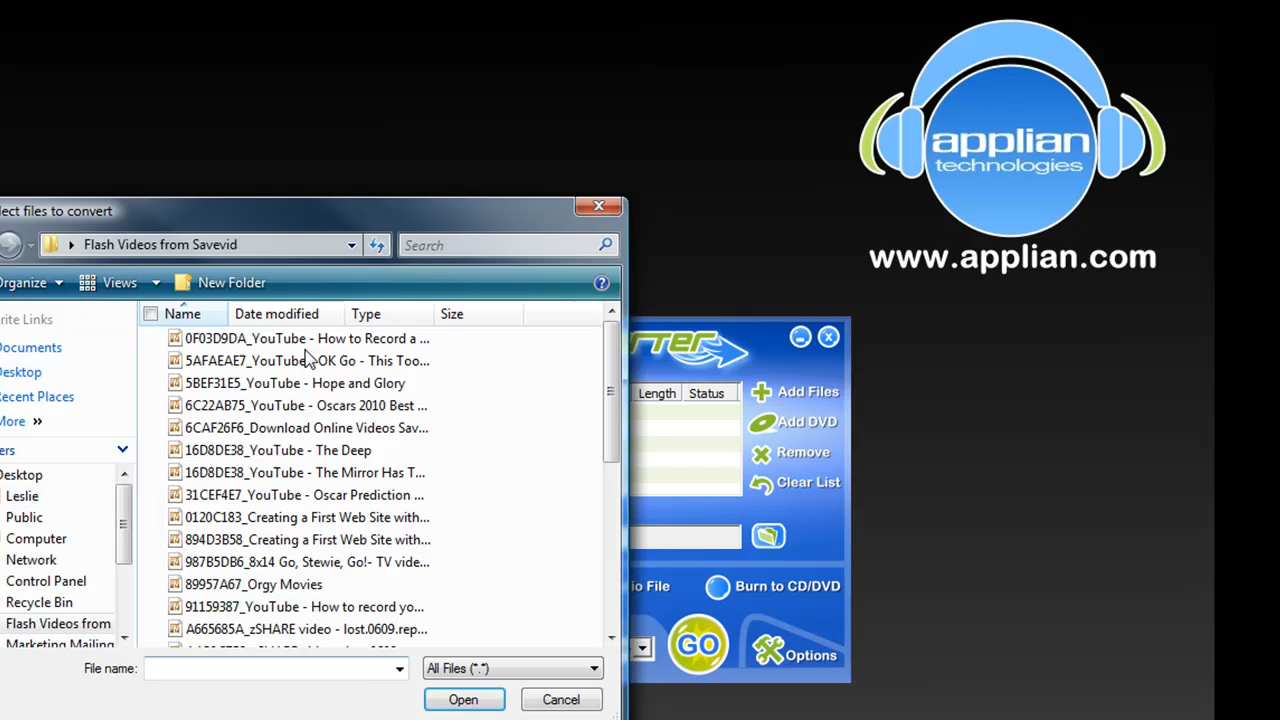 applian
technologies
www.applian.com
lect files to convert
Flash Videos from Savevid
Search
Organize
Views
New Folder
rite Links
Documents
Desktop
Recent Places
More »
ers
Desktop
Leslie
Public
Computer
Network
Control Panel
Recycle Bin
Flash Videos from
Marketing Mailing
Name Date modified Type Size
0F03D9DA_YouTube - How to Record a ...
5AFAEAE7_YouTube - OK Go - This Too...
5BEF31E5_YouTube - Hope and Glory
6C22AB75_YouTube - Oscars 2010 Best ...
6CAF26F6_Download Online Videos Sav...
16D8DE38_YouTube - The Deep
16D8DE38_YouTube - The Mirror Has T...
31CEF4E7_YouTube - Oscar Prediction ...
0120C183_Creating a First Web Site with...
894D3B58_Creating a First Web Site with...
987B5DB6_8x14 Go, Stewie, Go!- TV vide...
89957A67_Orgy Movies
91159387_YouTube - How to record yo...
A665685A_zSHARE video - lost.0609.rep...
File name:
All Files (*.*)
Open
Cancel
rter
Length Status
Add Files
Add DVD
Remove
Clear List
io File
Burn to CD/DVD
GO
Options